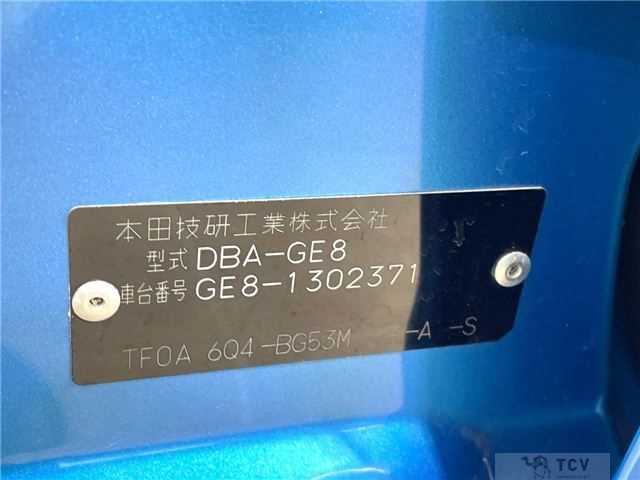 本田技研工業株式会社
型式 DBA-GE8
車台番号 GE8-1302371
TF0A 6Q4-BG53M -A -S
TCV